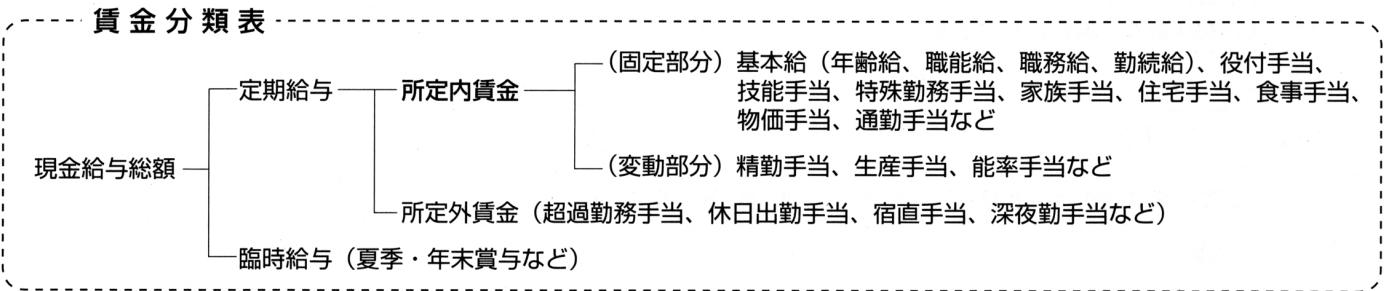 賃金分類表
(固定部分) 基本給 (年齢給、職能給、職務給、勤続給)、役付手当、
定期給与 所定内賃金 技能手当、特殊勤務手当、家族手当、住宅手当、食事手当、
物価手当、通勤手当など
現金給与総額 (変動部分) 精勤手当、生産手当、能率手当など
所定外賃金 (超過勤務手当、休日出勤手当、宿直手当、深夜勤手当など)
臨時給与 (夏季・年末賞与など)